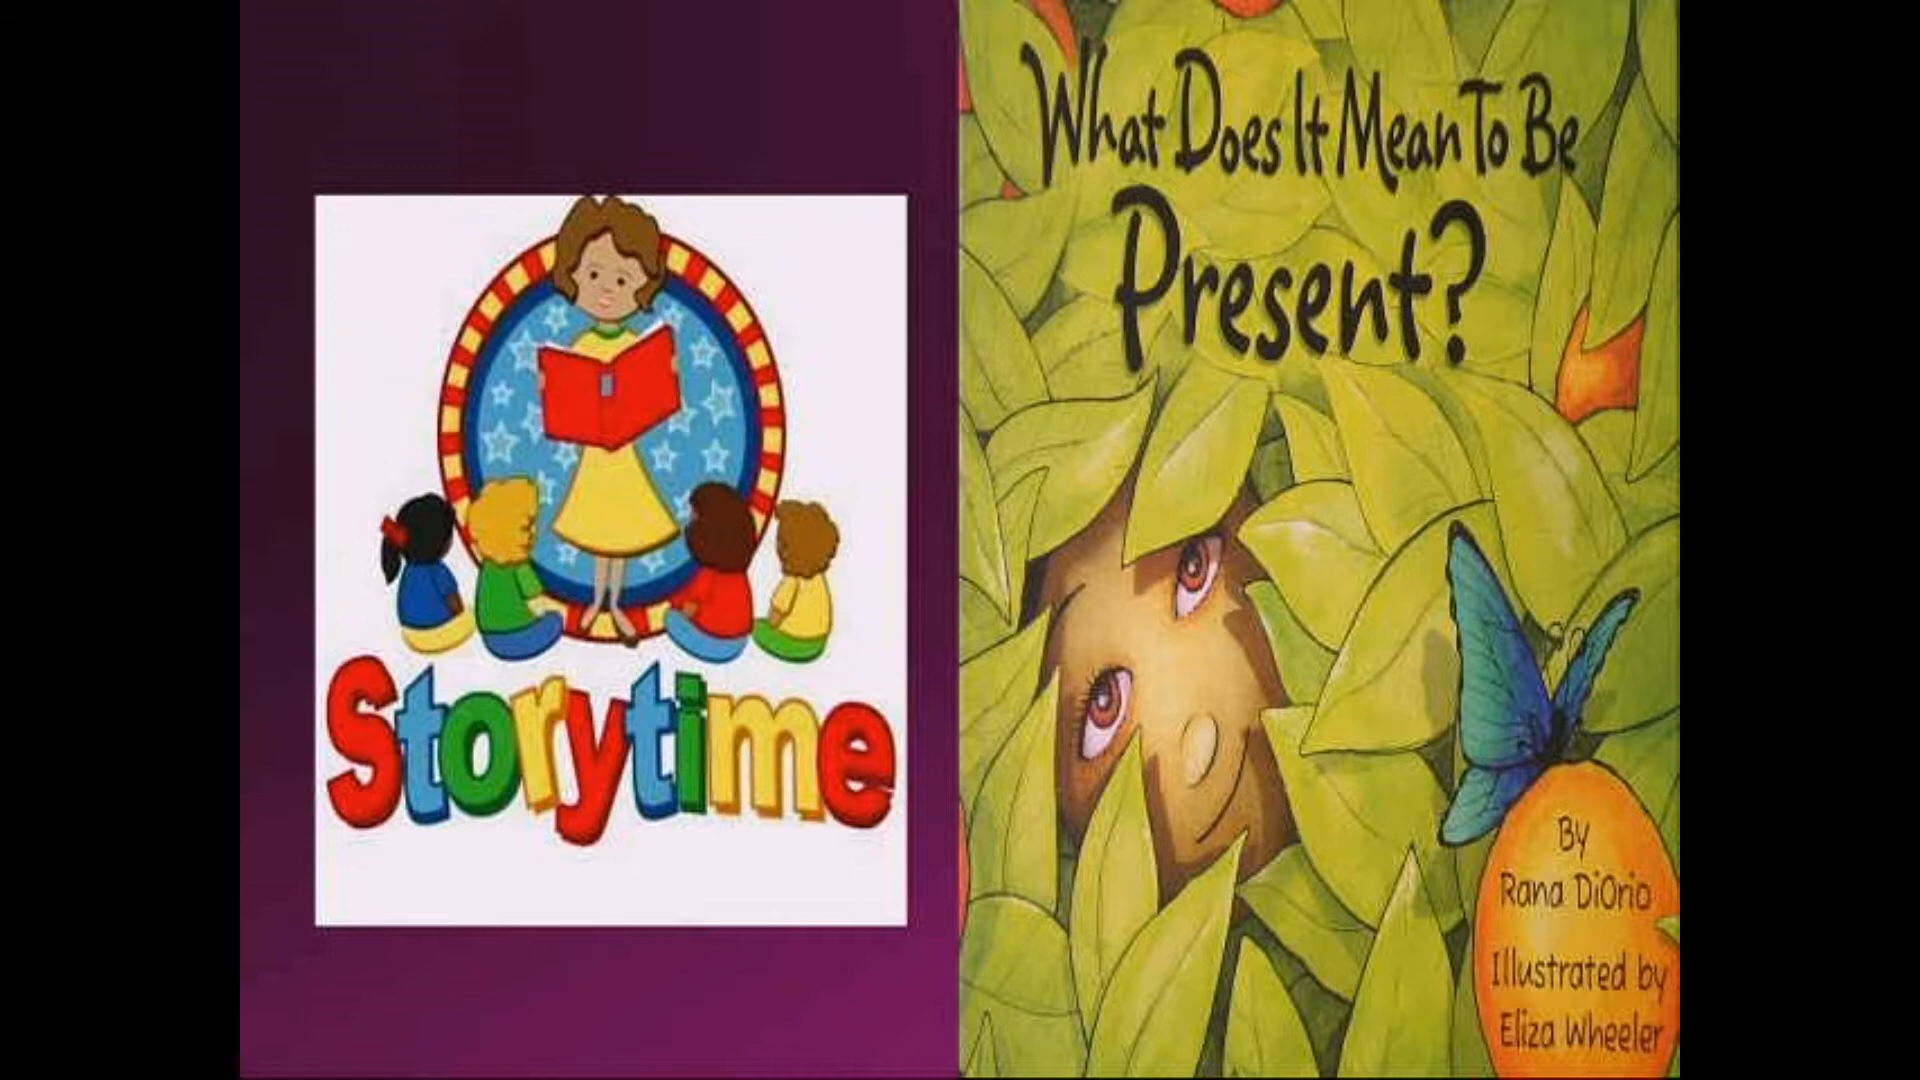 Storytime
What Does It Mean To Be
Present?
By
Rana DiOrio
Illustrated by
Eliza Wheeler